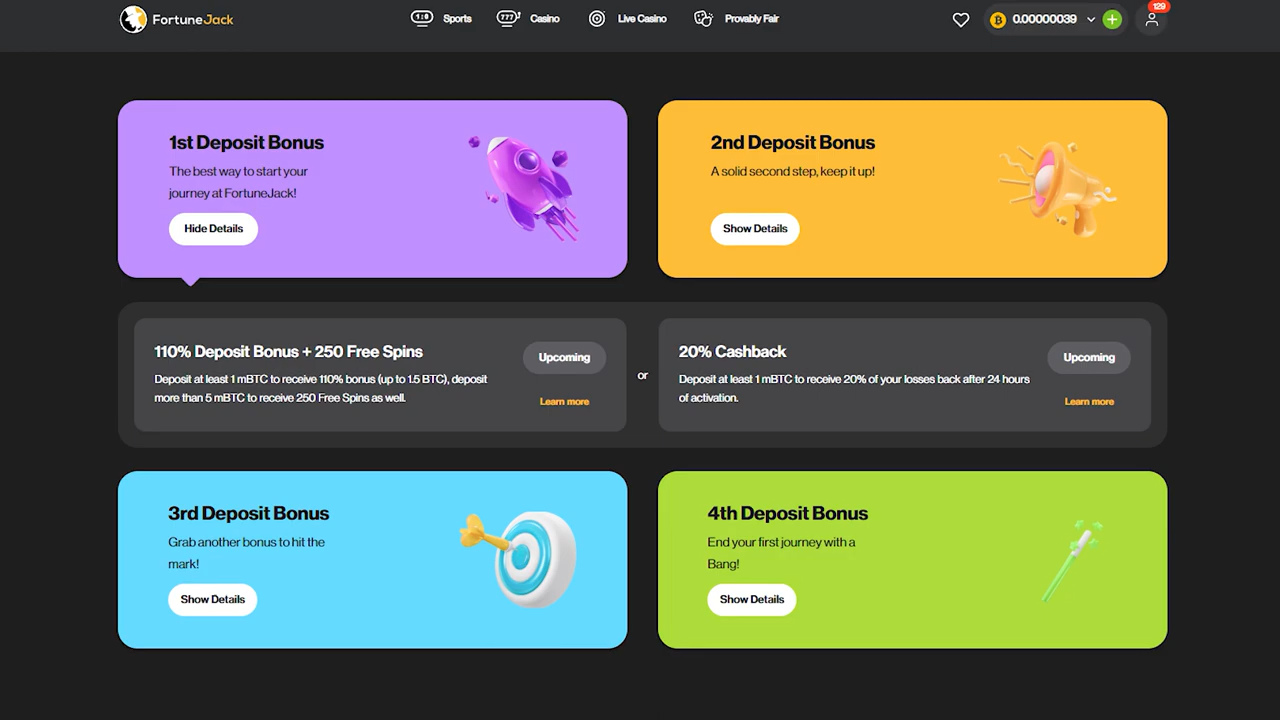 FortuneJack
1:0 Sports
777 Casino
Live Casino
Provably Fair
0.00000039
129
1st Deposit Bonus
The best way to start your
journey at FortuneJack!
Hide Details
2nd Deposit Bonus
A solid second step, keep it up!
Show Details
110% Deposit Bonus + 250 Free Spins
Deposit at least 1 mBTC to receive 110% bonus (up to 1.5 BTC), deposit
more than 5 mBTC to receive 250 Free Spins as well.
Upcoming
Learn more
or
20% Cashback
Deposit at least 1 mBTC to receive 20% of your losses back after 24 hours
of activation.
Upcoming
Learn more
3rd Deposit Bonus
Grab another bonus to hit the
mark!
Show Details
4th Deposit Bonus
End your first journey with a
Bang!
Show Details